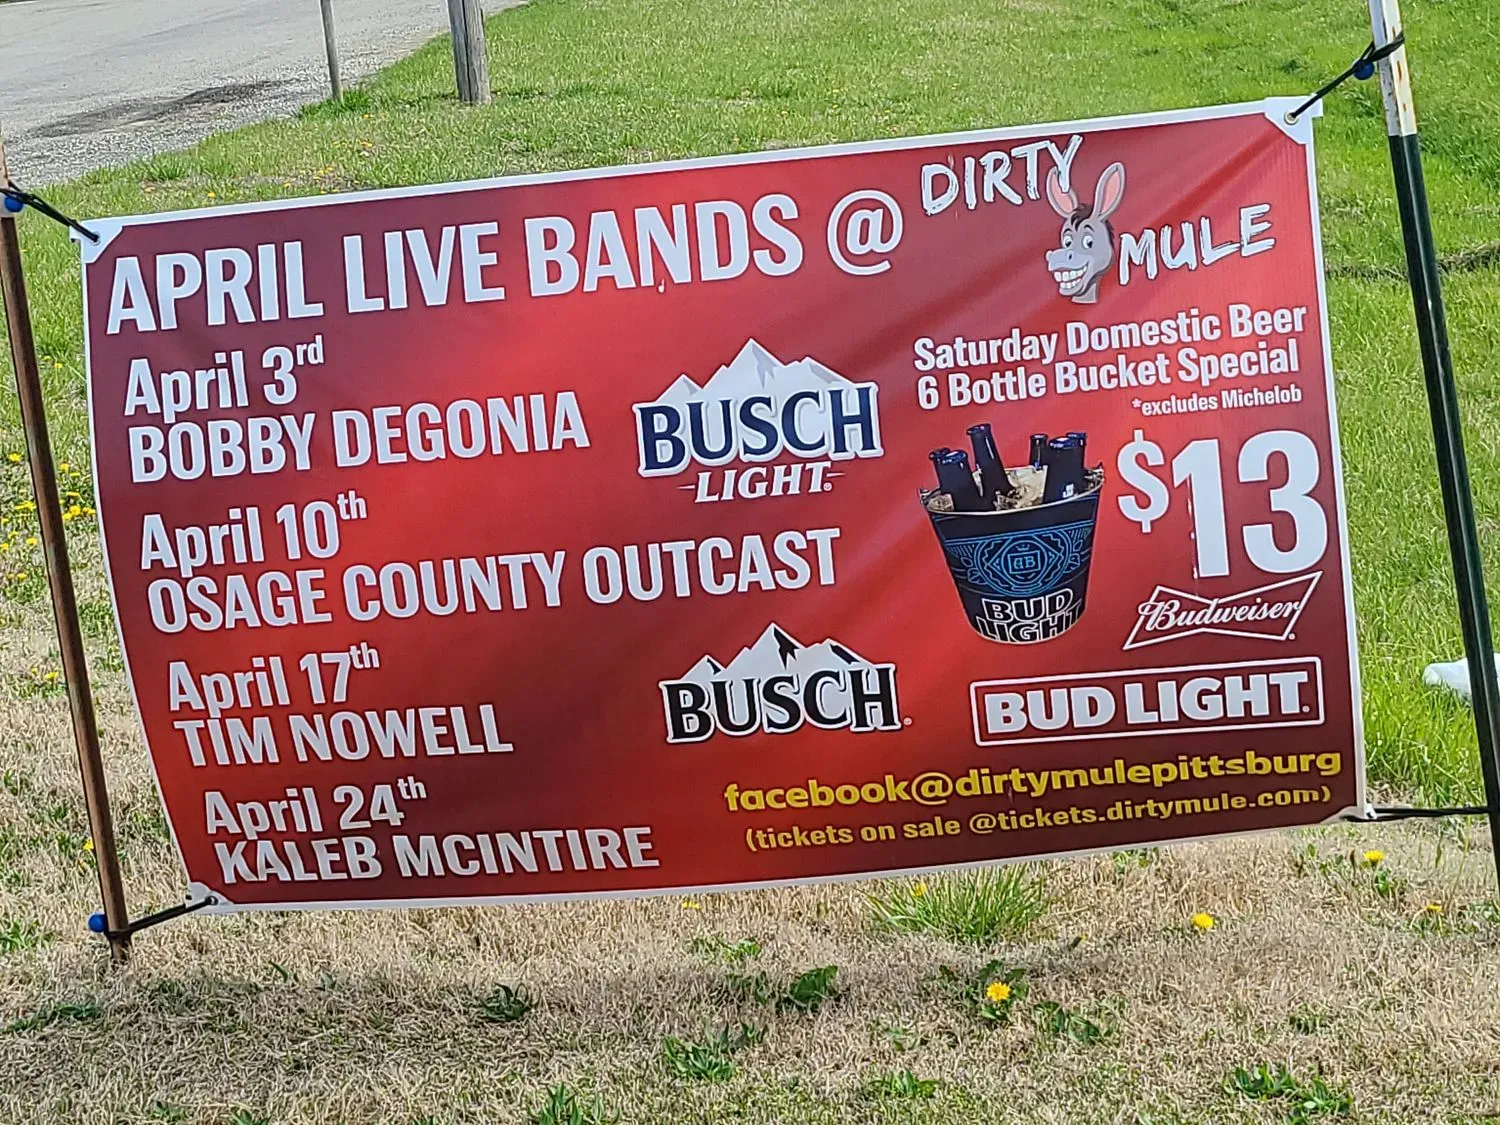 APRIL LIVE BANDS @ DIRTY MULE
April 3rd
BOBBY DEGONIA
April 10th
OSAGE COUNTY OUTCAST
April 17th
TIM NOWELL
April 24th
KALEB MCINTIRE
BUSCH
LIGHT®
BUSCH®
Saturday Domestic Beer
6 Bottle Bucket Special
*excludes Michelob
$13
AB
BUD
LIGHT
Budweiser®
BUD LIGHT®
facebook@dirtymulepittsburg
(tickets on sale @tickets.dirtymule.com)